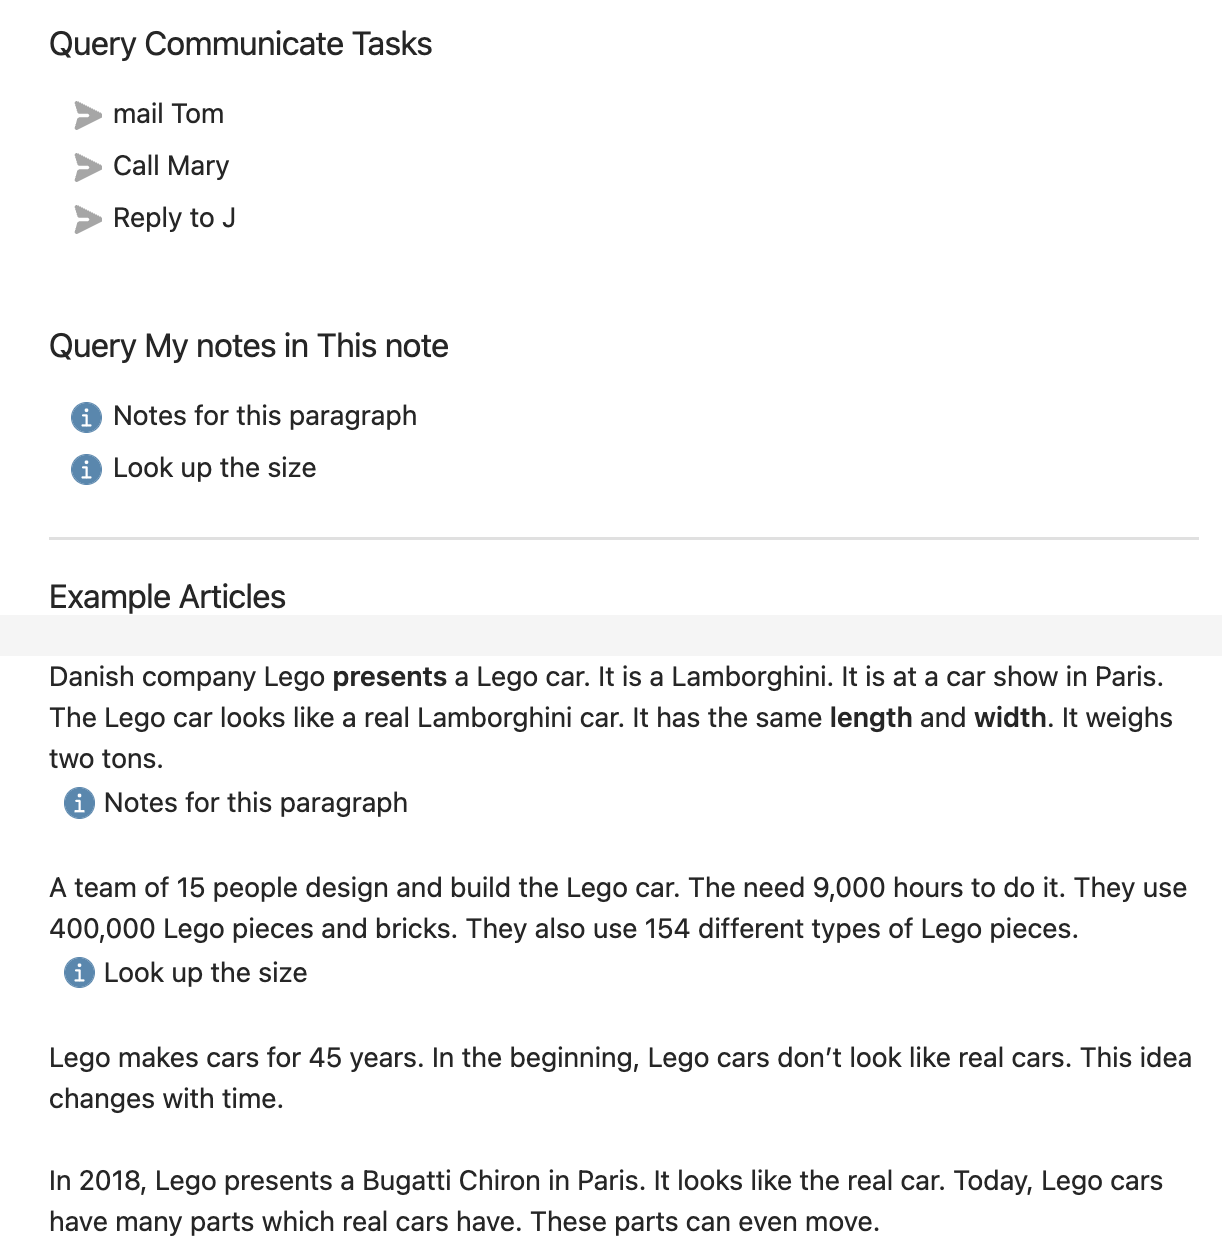 Query Communicate Tasks
mail Tom
Call Mary
Reply to J
Query My notes in This note
Notes for this paragraph
Look up the size
Example Articles
Danish company Lego presents a Lego car. It is a Lamborghini. It is at a car show in Paris.
The Lego car looks like a real Lamborghini car. It has the same length and width. It weighs
two tons.
Notes for this paragraph
A team of 15 people design and build the Lego car. The need 9,000 hours to do it. They use
400,000 Lego pieces and bricks. They also use 154 different types of Lego pieces.
Look up the size
Lego makes cars for 45 years. In the beginning, Lego cars don’t look like real cars. This idea
changes with time.
In 2018, Lego presents a Bugatti Chiron in Paris. It looks like the real car. Today, Lego cars
have many parts which real cars have. These parts can even move.